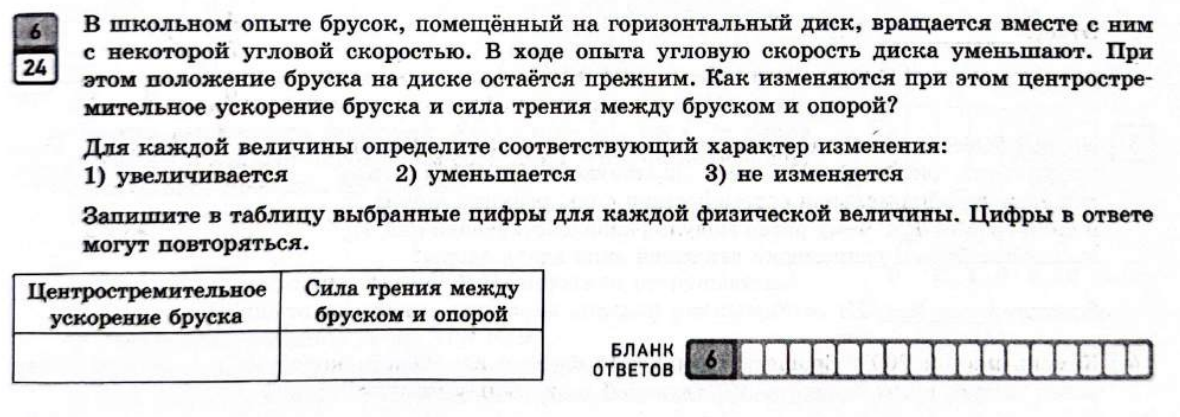 6
24
В школьном опыте брусок, помещённый на горизонтальный диск, вращается вместе с ним
с некоторой угловой скоростью. В ходе опыта угловую скорость диска уменьшают. При
этом положение бруска на диске остаётся прежним. Как изменяются при этом центростре-
мительное ускорение бруска и сила трения между бруском и опорой?
Для каждой величины определите соответствующий характер изменения:
1) увеличивается 2) уменьшается 3) не изменяется
Запишите в таблицу выбранные цифры для каждой физической величины. Цифры в ответе
могут повторяться.
Центростремительное Сила трения между
ускорение бруска бруском и опорой
БЛАНК
ОТВЕТОВ 6